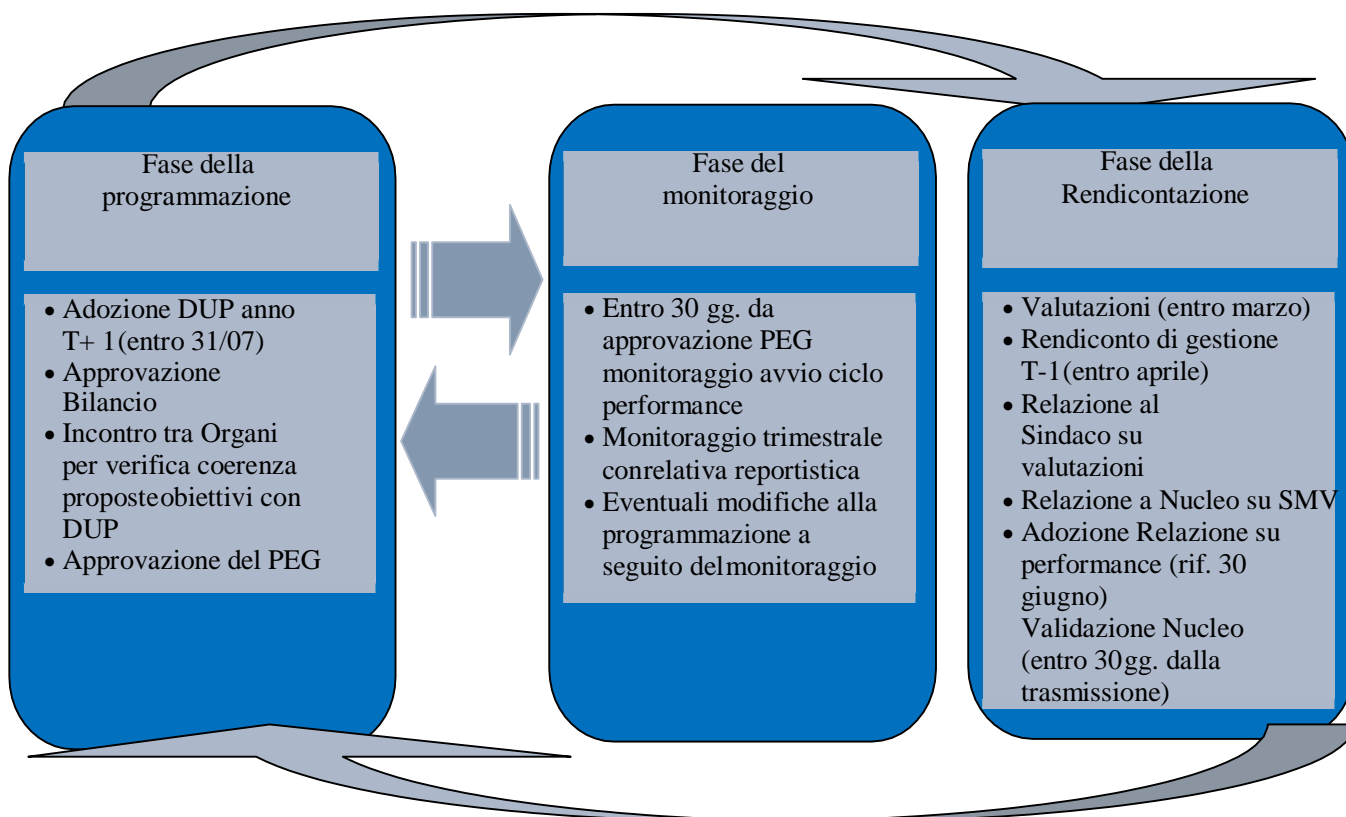 Fase della
programmazione
• Adozione DUP anno
T+ 1(entro 31/07)
• Approvazione
Bilancio
• Incontro tra Organi
per verifica coerenza
proposteobiettivi con
DUP
• Approvazione del PEG
Fase del
monitoraggio
• Entro 30 gg. da
approvazione PEG
monitoraggio avvio ciclo
performance
• Monitoraggio trimestrale
conrelativa reportistica
• Eventuali modifiche alla
programmazione a
seguito delmonitoraggio
Fase della
Rendicontazione
• Valutazioni (entro marzo)
• Rendiconto di gestione
T-1(entro aprile)
• Relazione al
Sindaco su
valutazioni
• Relazione a Nucleo su SMV
• Adozione Relazione su
performance (rif. 30
giugno)
Validazione Nucleo
(entro 30gg. dalla
trasmissione)